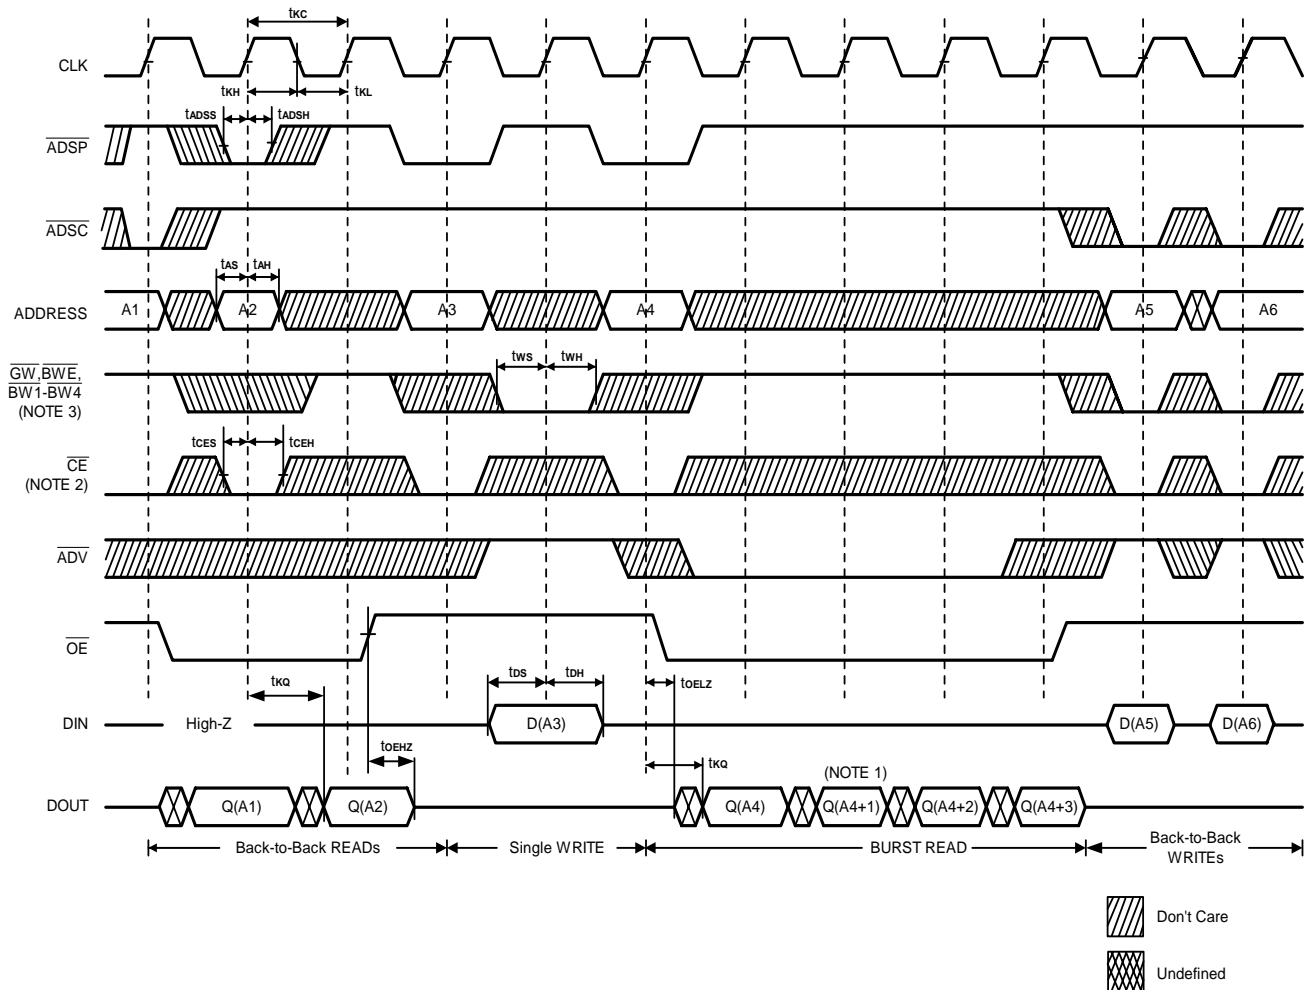 tKC
CLK
tKH
tKL
tADSS
tADSH
ADSP
ADSC
tAS
tAH
ADDRESS
A1
A2
A3
A4
A5
A6
GW,BWE,
BW1-BW4
(NOTE 3)
tWS
tWH
tCES
tCEH
CE
(NOTE 2)
ADV
OE
tKQ
tDS
tDH
tOELZ
DIN
High-Z
D(A3)
D(A5)
D(A6)
tOEHZ
tKQ
(NOTE 1)
DOUT
Q(A1)
Q(A2)
Q(A4)
Q(A4+1)
Q(A4+2)
Q(A4+3)
Back-to-Back READs
Single WRITE
BURST READ
Back-to-Back
WRITEs
Don't Care
Undefined